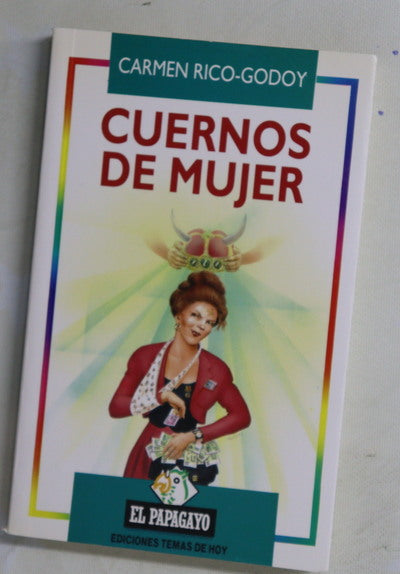 CARMEN RICO-GODOY
CUERNOS
DE MUJER
EL PAPAGAYO
EDICIONES TEMAS DE HOY